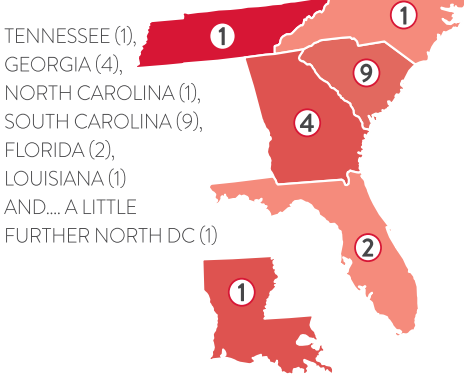 TENNESSEE (1),
GEORGIA (4),
NORTH CAROLINA (1),
SOUTH CAROLINA (9),
FLORIDA (2),
LOUISIANA (1)
AND.... A LITTLE
FURTHER NORTH DC (1)
1
1
9
4
2
1